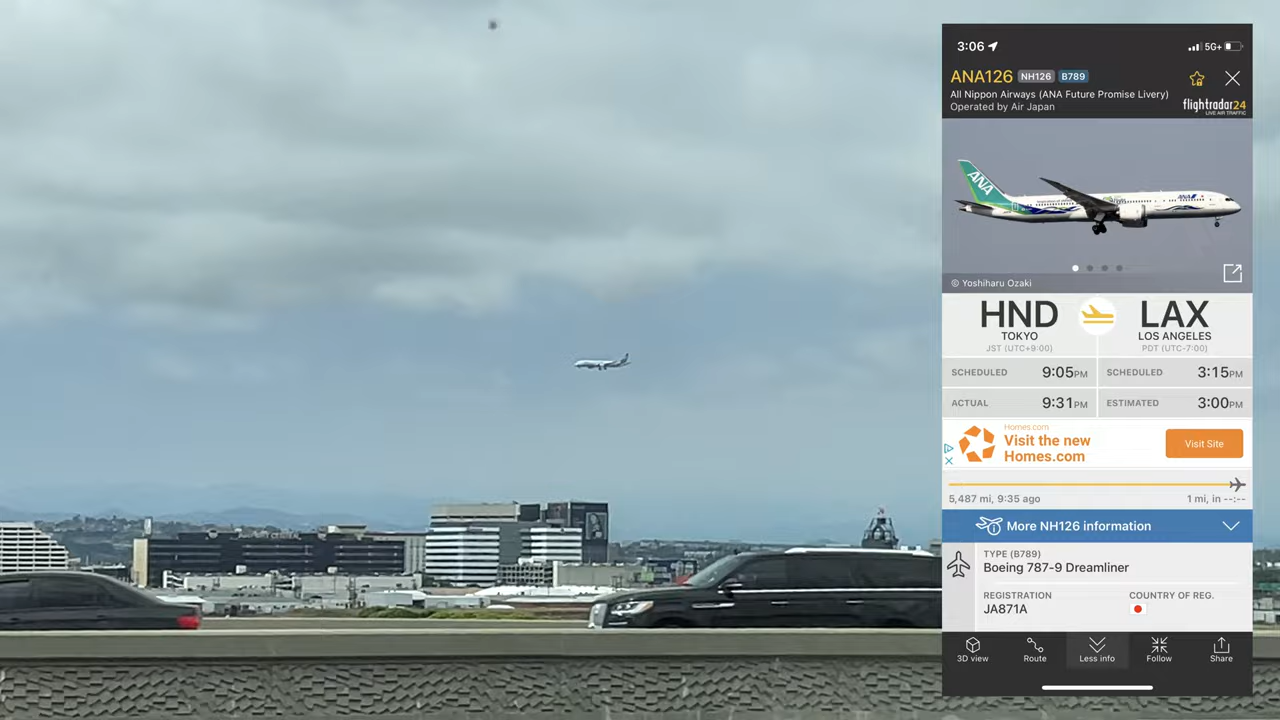 3:06
5G+
ANA126 NH126 B789
All Nippon Airways (ANA Future Promise Livery)
Operated by Air Japan
flightradar24
LIVE AIR TRAFFIC
ANA
ANA
© Yoshiharu Ozaki
HND LAX
TOKYO LOS ANGELES
JST (UTC+9:00) PDT (UTC-7:00)
SCHEDULED 9:05PM SCHEDULED 3:15PM
ACTUAL 9:31PM ESTIMATED 3:00PM
Homes.com
Visit the new
Homes.com
Visit Site
5,487 mi, 9:35 ago 1 mi, in --:--
More NH126 information
TYPE (B789)
Boeing 787-9 Dreamliner
REGISTRATION COUNTRY OF REG.
JA871A
3D view Route Less info Follow Share